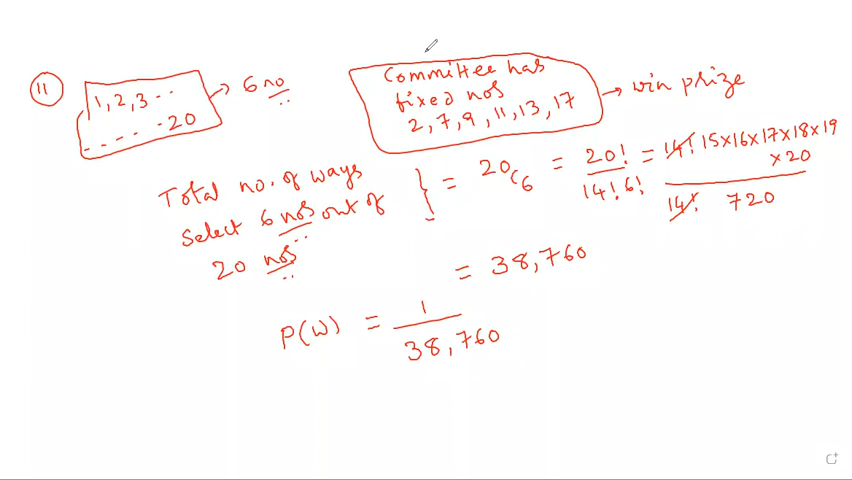 11
1, 2, 3 ..
- - - - - 20
→ 6 no
Committee has
fixed nos
2, 7, 9, 11, 13, 17
→ win prize
Total no. of ways
Select 6 nos out of
20 nos
} = 20C6 = 20! / 14! 6! = 14! 15×16×17×18×19 ×20 / 14! 720
= 38,760
P(W) = 1 / 38,760